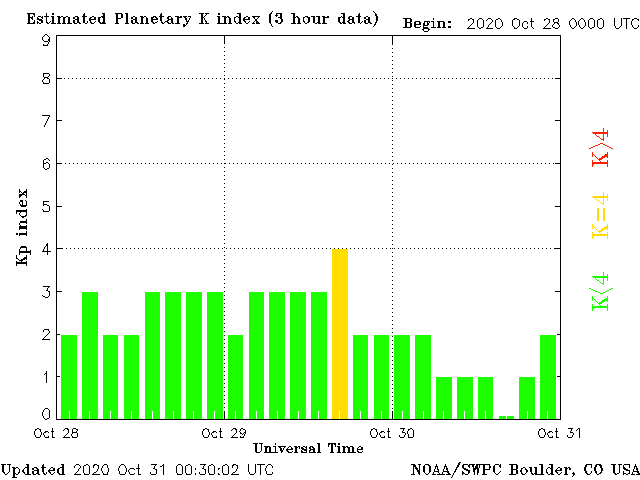 Estimated Planetary K index (3 hour data)
Begin: 2020 Oct 28 0000 UTC
9
8
7
6
5
4
3
2
1
0
Kp index
K<4 K=4 K>4
Oct 28 Oct 29 Oct 30 Oct 31
Universal Time
Updated 2020 Oct 31 00:30:02 UTC
NOAA/SWPC Boulder, CO USA